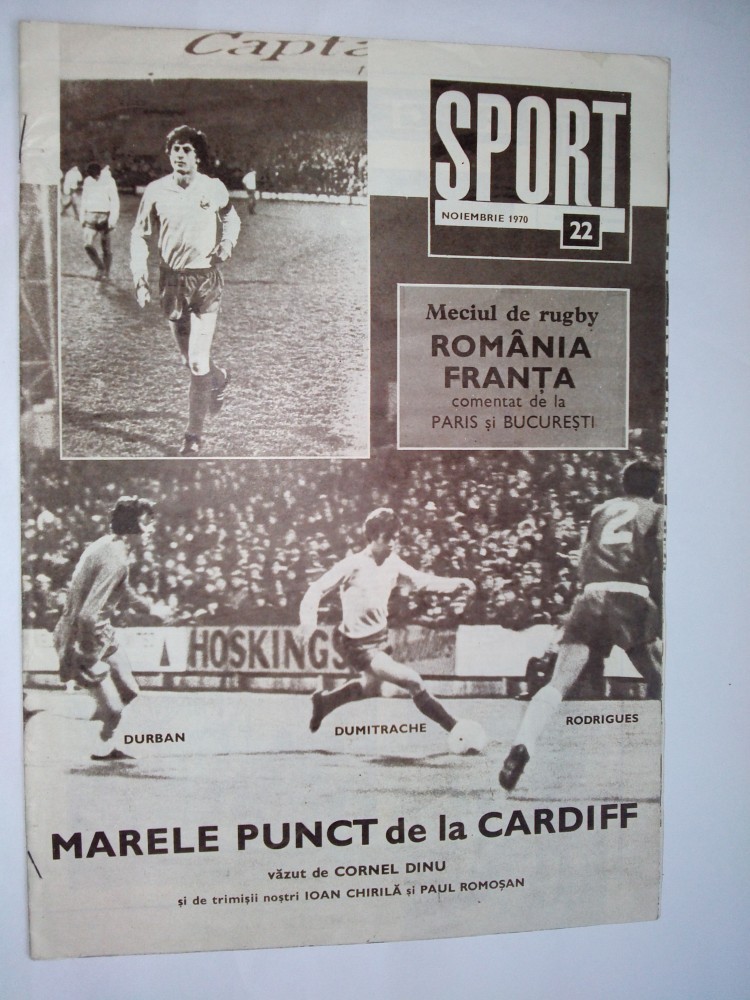 SPORT
NOIEMBRIE 1970
22
Meciul de rugby
ROMÂNIA
FRANȚA
comentat de la
PARIS și BUCUREȘTI
2
HOSKINGS
DURBAN
DUMITRACHE
RODRIGUES
MARELE PUNCT de la CARDIFF
văzut de CORNEL DINU
și de trimișii noștri IOAN CHIRILĂ și PAUL ROMOȘAN